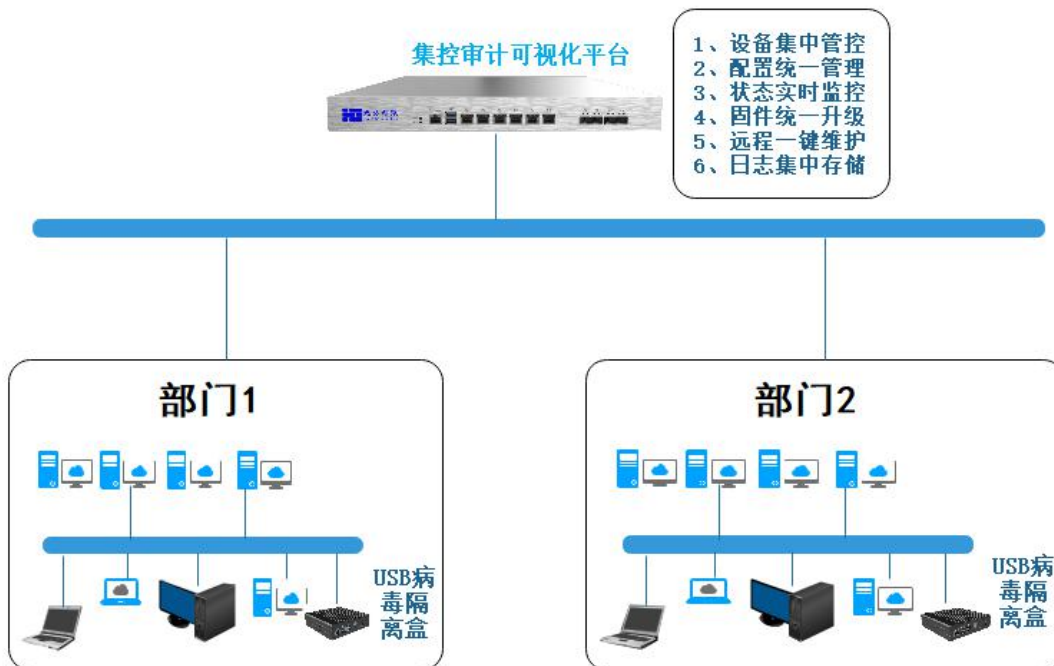 集控审计可视化平台
1、设备集中管控
2、配置统一管理
3、状态实时监控
4、固件统一升级
5、远程一键维护
6、日志集中存储
部门1
USB病
毒隔
离盒
部门2
USB病
毒隔
离盒